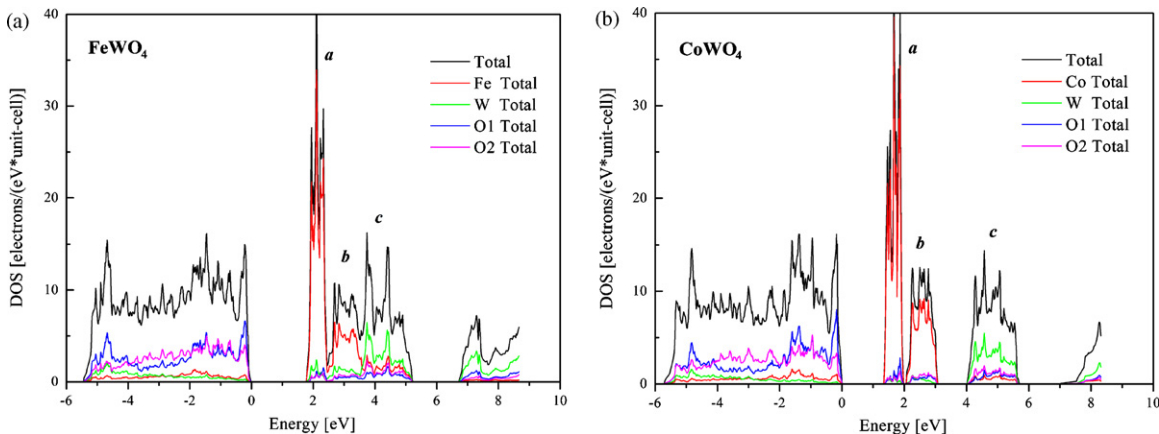 (a)
FeWO4
a
b
c
Total
Fe Total
W Total
O1 Total
O2 Total
DOS [electrons/(eV*unit-cell)]
40
30
20
10
0
-6 -4 -2 0 2 4 6 8 10
Energy [eV]
(b)
CoWO4
a
b
c
Total
Co Total
W Total
O1 Total
O2 Total
DOS [electrons/(eV*unit-cell)]
40
30
20
10
0
-6 -4 -2 0 2 4 6 8 10
Energy [eV]